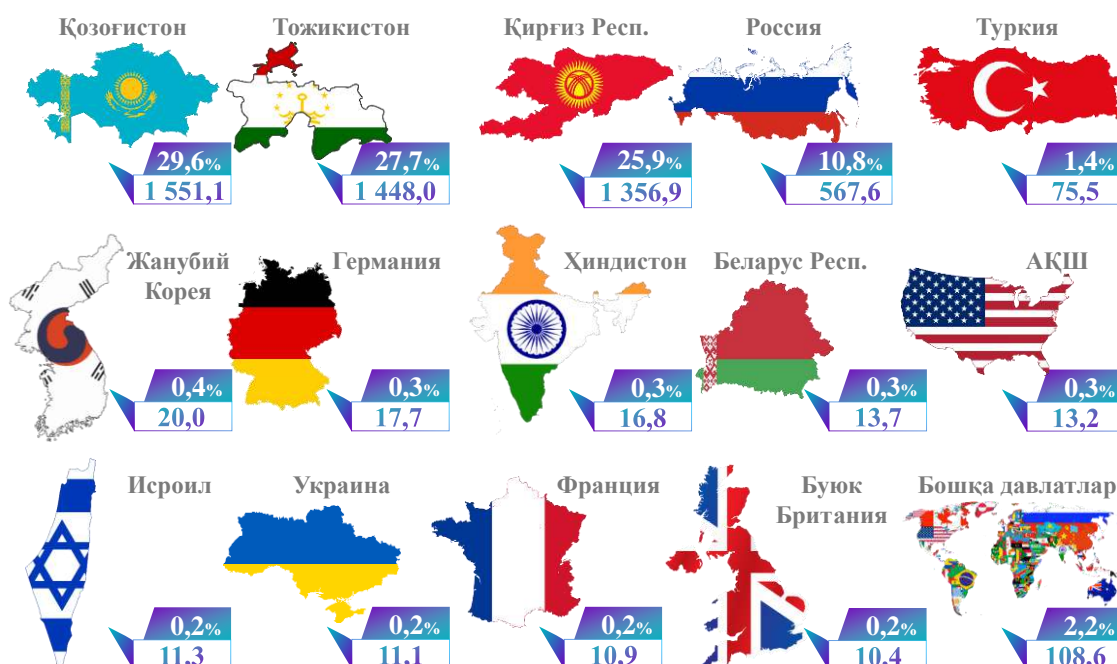 Қозоғистон
29,6%
1 551,1
Тожикистон
27,7%
1 448,0
Қирғиз Респ.
25,9%
1 356,9
Россия
10,8%
567,6
Туркия
1,4%
75,5
Жанубий
Корея
0,4%
20,0
Германия
0,3%
17,7
Ҳиндистон
0,3%
16,8
Беларус Респ.
0,3%
13,7
АҚШ
0,3%
13,2
Исроил
0,2%
11,3
Украина
0,2%
11,1
Франция
0,2%
10,9
Буюк
Британия
0,2%
10,4
Бошқа давлатлар
2,2%
108,6